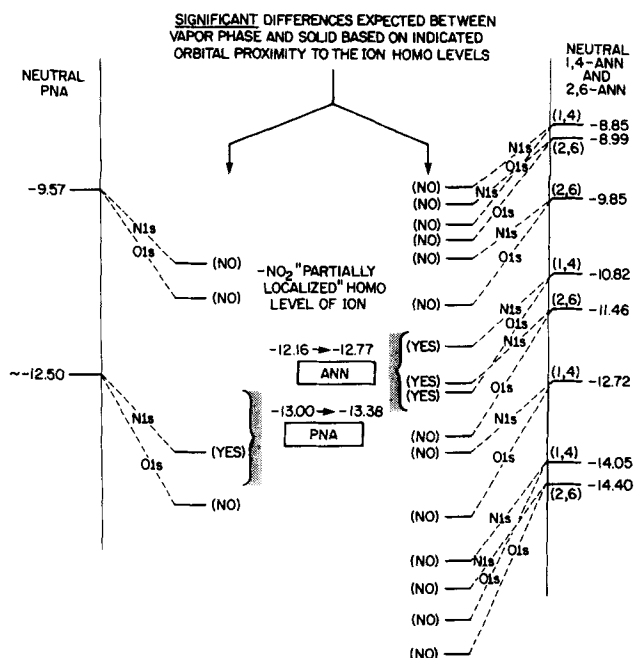 SIGNIFICANT DIFFERENCES EXPECTED BETWEEN
VAPOR PHASE AND SOLID BASED ON INDICATED
ORBITAL PROXIMITY TO THE ION HOMO LEVELS
NEUTRAL
PNA
NEUTRAL
1,4-ANN
AND
2,6-ANN
-9.57
N1s
O1s
(NO)
(NO)
~-12.50
N1s
O1s
(YES)
(NO)
-NO2 "PARTIALLY
LOCALIZED" HOMO
LEVEL OF ION
-12.16 → -12.77
ANN
-13.00 → -13.38
PNA
(1,4)
-8.85
N1s
(NO)
-8.99
(2,6)
N1s
O1s
(NO)
O1s
(NO)
(NO)
(2,6)
-9.85
N1s
(NO)
O1s
(NO)
(1,4)
-10.82
N1s
O1s
(YES)
(2,6)
-11.46
N1s
(YES)
(YES)
O1s
(NO)
(1,4)
-12.72
N1s
(NO)
O1s
(NO)
(1,4)
-14.05
-14.40
(2,6)
N1s
O1s
(NO)
N1s
O1s
(NO)
(NO)
(NO)